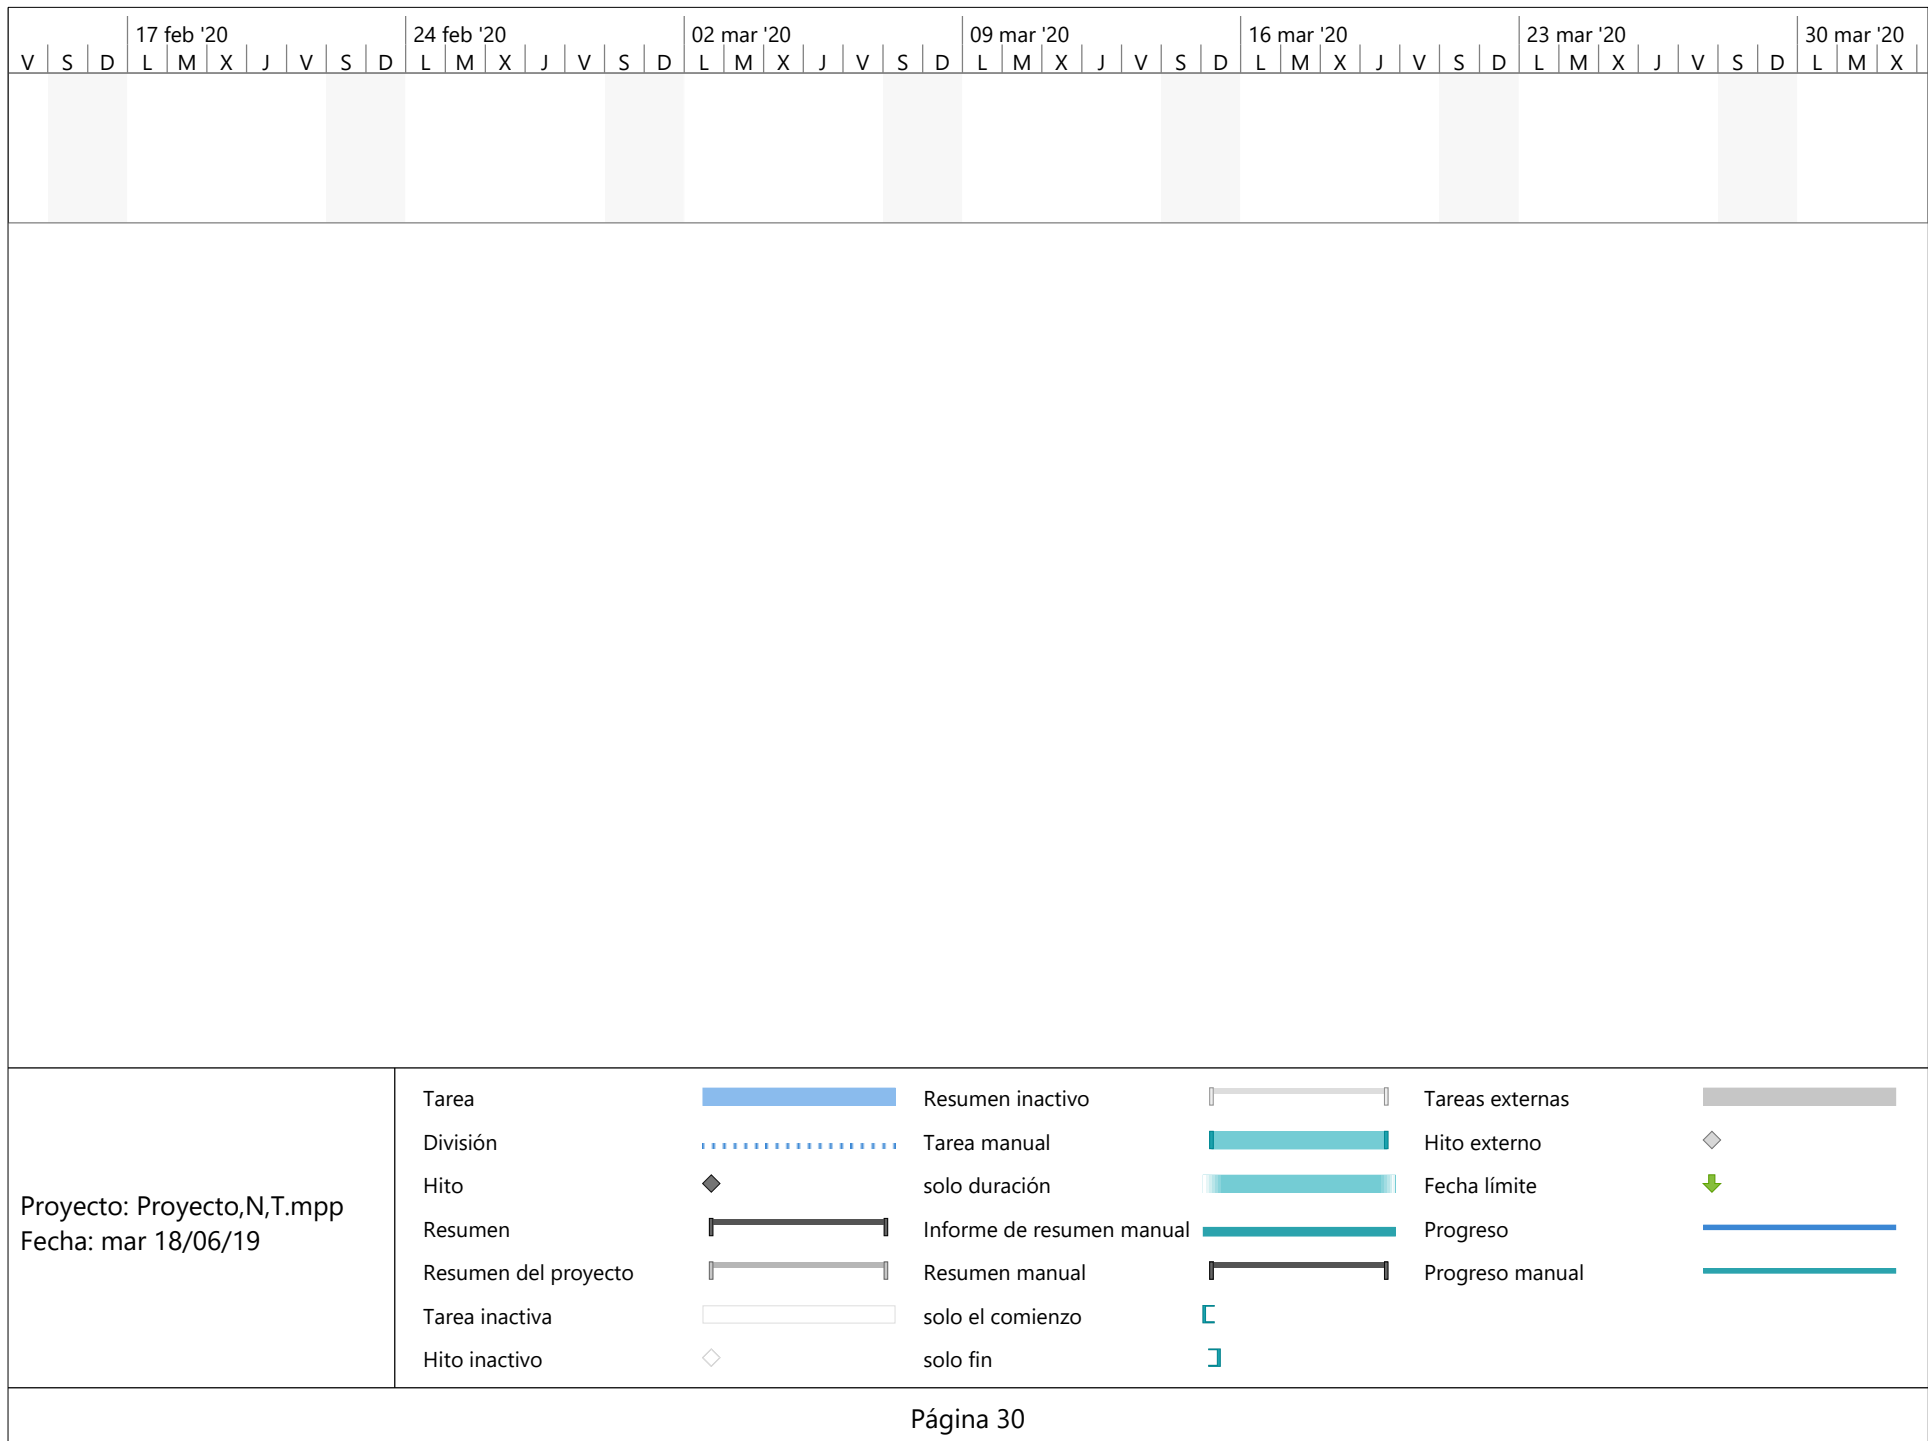 17 feb '20 24 feb '20 02 mar '20 09 mar '20 16 mar '20 23 mar '20 30 mar '20
V S D L M X J V S D L M X J V S D L M X J V S D L M X J V S D L M X J V S D L M X J V S D L M X
Proyecto: Proyecto,N,T.mpp
Fecha: mar 18/06/19
Tarea
División
Hito
Resumen
Resumen del proyecto
Tarea inactiva
Hito inactivo
Resumen inactivo
Tarea manual
solo duración
Informe de resumen manual
Resumen manual
solo el comienzo
solo fin
Tareas externas
Hito externo
Fecha límite
Progreso
Progreso manual
Página 30